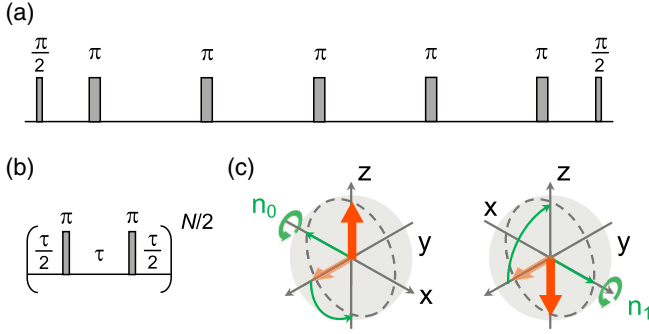 (a)
π/2 π π π π π π/2
(b)
(τ/2 π τ π τ/2) N/2
(c)
z n₀ y x
z x y n₁